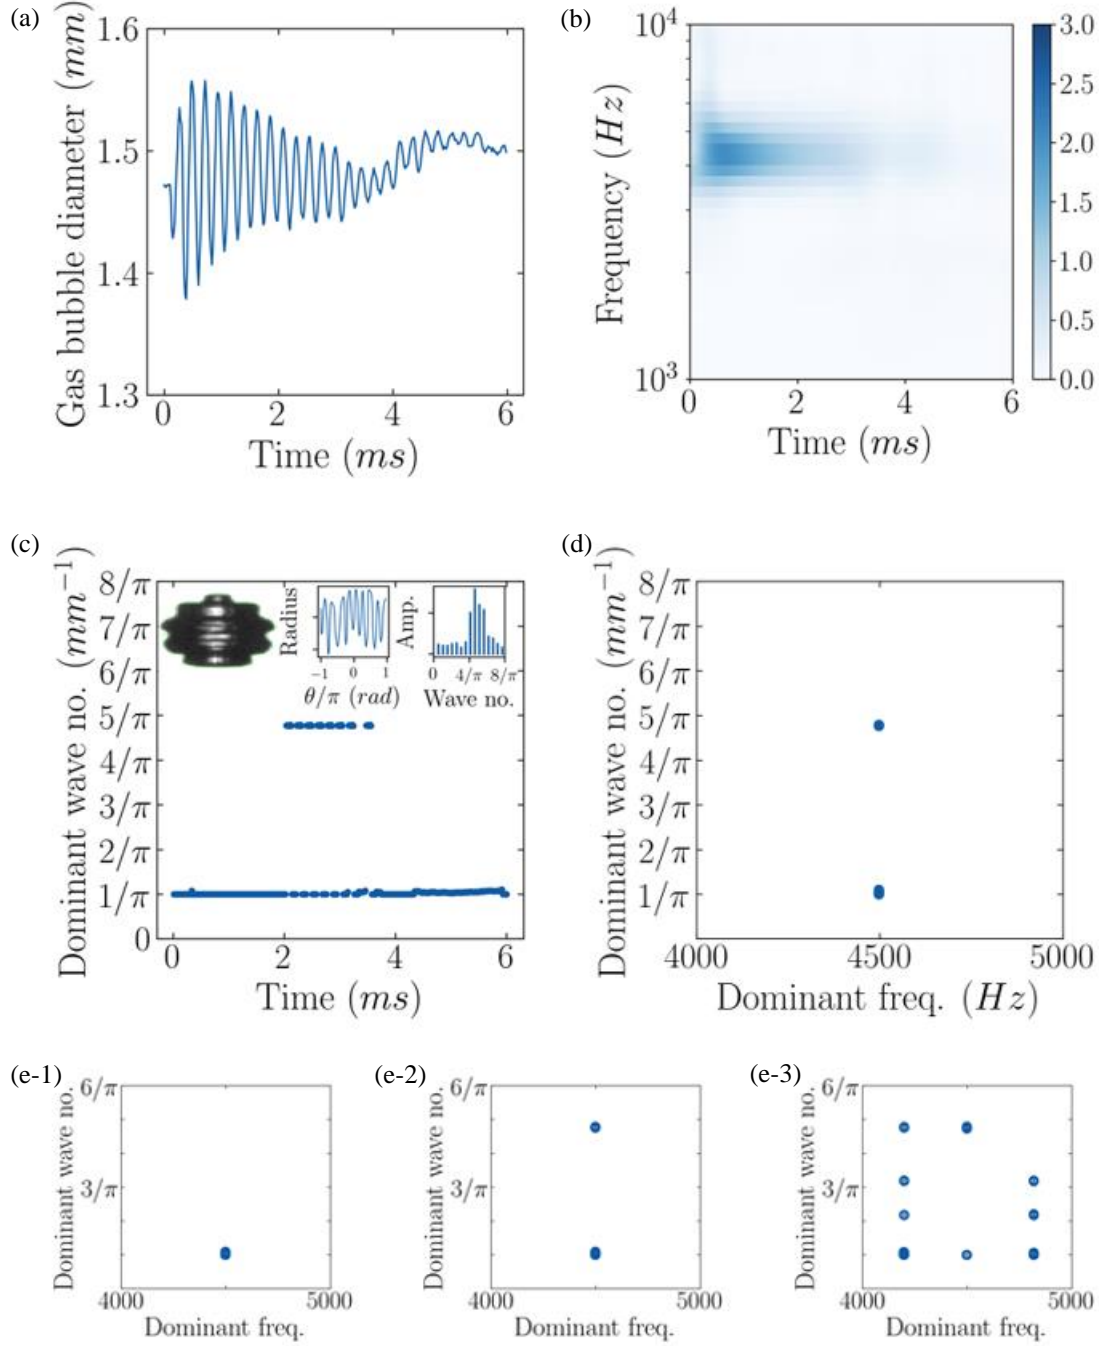 (a)
Gas bubble diameter (mm)
1.6
1.5
1.4
1.3
0 2 4 6
Time (ms)
(b)
Frequency (Hz)
10⁴
10³
0 2 4 6
Time (ms)
3.0
2.5
2.0
1.5
1.0
0.5
0.0
(c)
Dominant wave no. (mm⁻¹)
8/π
7/π
6/π
5/π
4/π
3/π
2/π
1/π
0
Radius
−1 0 1
θ/π (rad)
Amp.
0 4/π 8/π
Wave no.
0 2 4 6
Time (ms)
(d)
Dominant wave no. (mm⁻¹)
8/π
7/π
6/π
5/π
4/π
3/π
2/π
1/π
4000 4500 5000
Dominant freq. (Hz)
(e-1)
Dominant wave no.
6/π
3/π
4000 5000
Dominant freq.
(e-2)
Dominant wave no.
6/π
3/π
4000 5000
Dominant freq.
(e-3)
Dominant wave no.
6/π
3/π
4000 5000
Dominant freq.